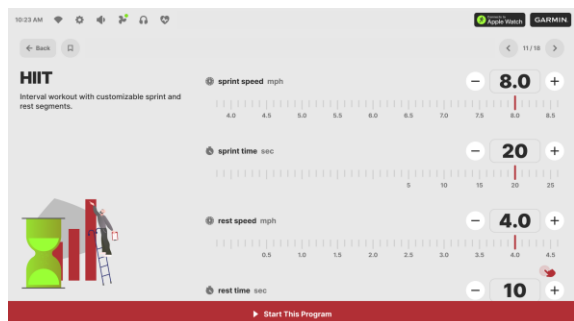 10:23 AM
Connects to
Apple Watch
GARMIN
Back
11/18
HIIT
Interval workout with customizable sprint and
rest segments.
sprint speed mph
8.0
4.0 4.5 5.0 5.5 6.0 6.5 7.0 7.5 8.0 8.5
sprint time sec
20
5 10 15 20 25
rest speed mph
4.0
0.5 1.0 1.5 2.0 2.5 3.0 3.5 4.0 4.5
rest time sec
10
Start This Program